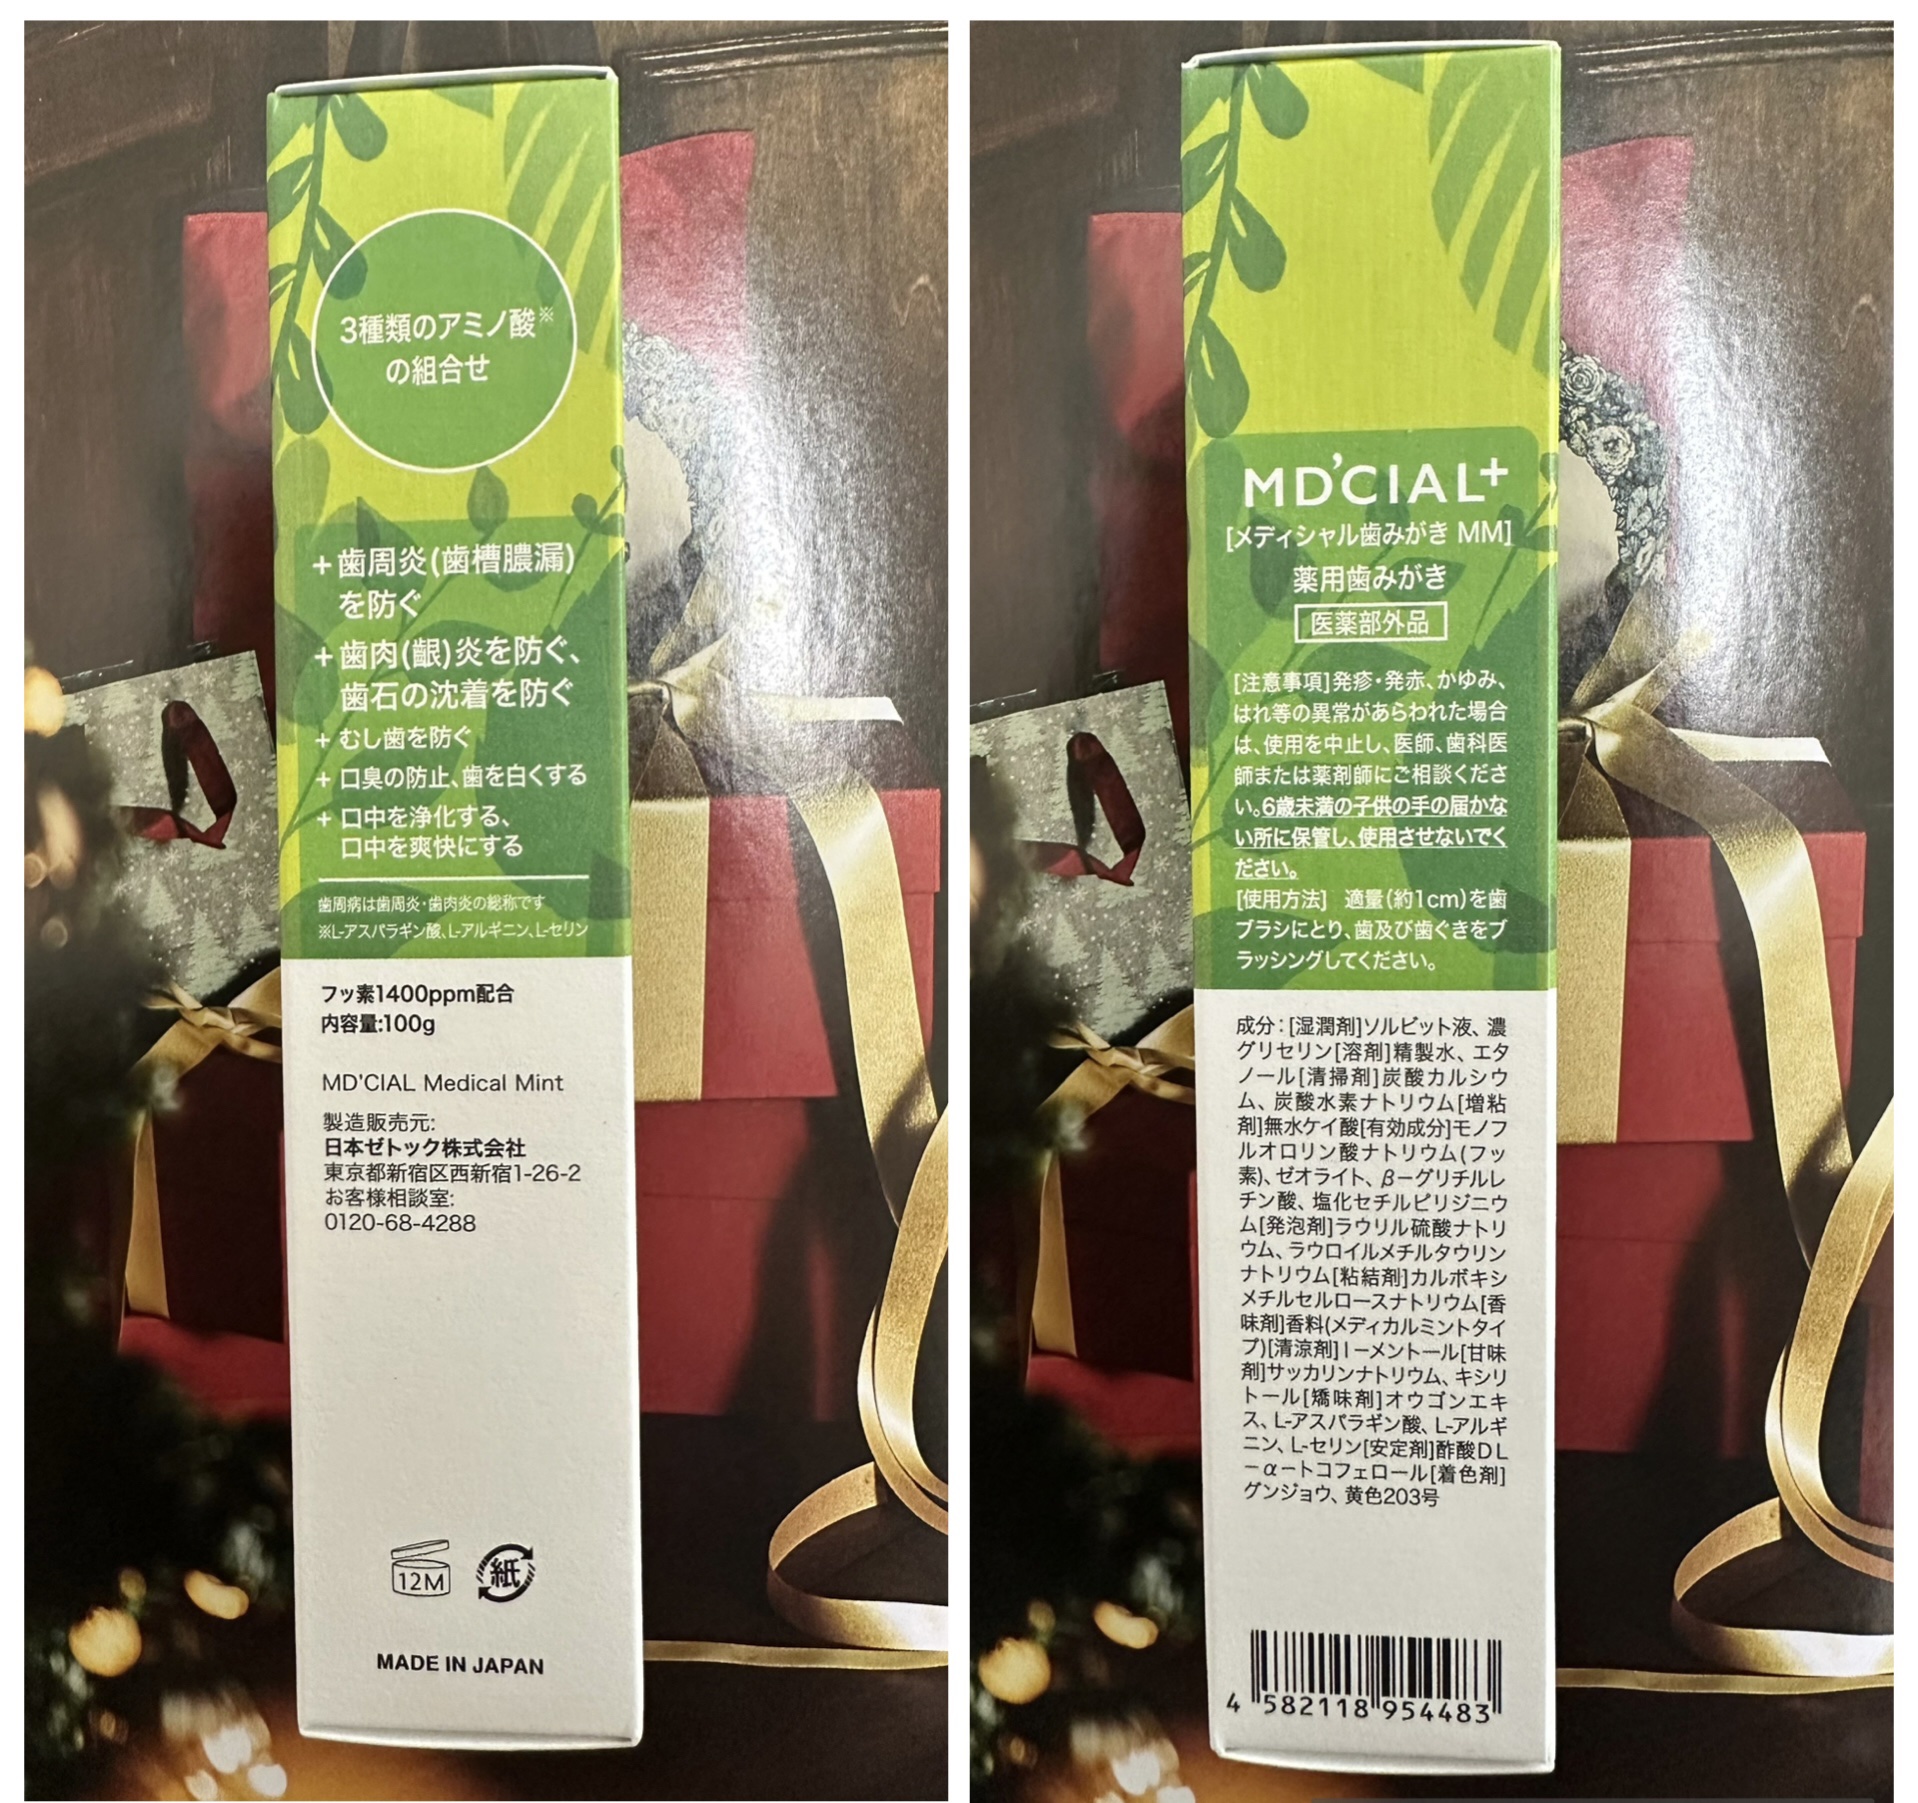 3種類のアミノ酸※
の組合せ
+歯周炎(歯槽膿漏)
を防ぐ
+歯肉(齦)炎を防ぐ、
歯石の沈着を防ぐ
+むし歯を防ぐ
+口臭の防止、歯を白くする
+口中を浄化する、
口中を爽快にする
歯周病は歯周炎・歯肉炎の総称です
※L-アスパラギン酸、L-アルギニン、L-セリン
フッ素1400ppm配合
内容量:100g
MD'CIAL Medical Mint
製造販売元:
日本ゼトック株式会社
東京都新宿区西新宿1-26-2
お客様相談室:
0120-68-4288
12M
紙
MADE IN JAPAN
MD'CIAL+
[メディシャル歯みがき MM]
薬用歯みがき
医薬部外品
[注意事項]発疹・発赤、かゆみ、
はれ等の異常があらわれた場合
は、使用を中止し、医師、歯科医
師または薬剤師にご相談くださ
い。6歳未満の子供の手の届かな
い所に保管し、使用させないでく
ださい。
[使用方法] 適量(約1cm)を歯
ブラシにとり、歯及び歯ぐきをブ
ラッシングしてください。
成分:[湿潤剤]ソルビット液、濃
グリセリン[溶剤]精製水、エタ
ノール[清掃剤]炭酸カルシウ
ム、炭酸水素ナトリウム[増粘
剤]無水ケイ酸[有効成分]モノフ
ルオロリン酸ナトリウム(フッ
素)、ゼオライト、β-グリチルレ
チン酸、塩化セチルピリジニウ
ム[発泡剤]ラウリル硫酸ナトリ
ウム、ラウロイルメチルタウリン
ナトリウム[粘結剤]カルボキシ
メチルセルロースナトリウム[香
味剤]香料(メディカルミントタイ
プ)[清涼剤]l-メントール[甘味
剤]サッカリンナトリウム、キシリ
トール[矯味剤]オウゴンエキ
ス、L-アスパラギン酸、L-アルギ
ニン、L-セリン[安定剤]酢酸DL
-α-トコフェロール[着色剤]
グンジョウ、黄色203号
4 582118 954483